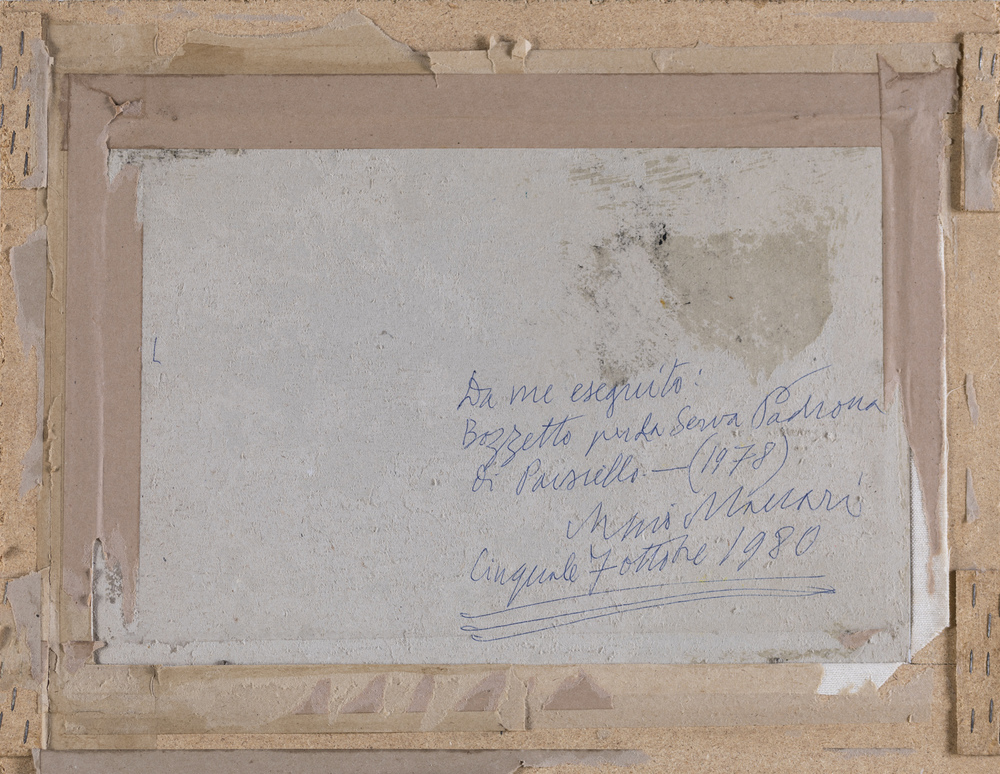 L
Da me eseguito:
Bozzetto per la Serva Padrona
di Paisiello — (1978)
Mino Maccari
Cinquale 7 ottobre 1980